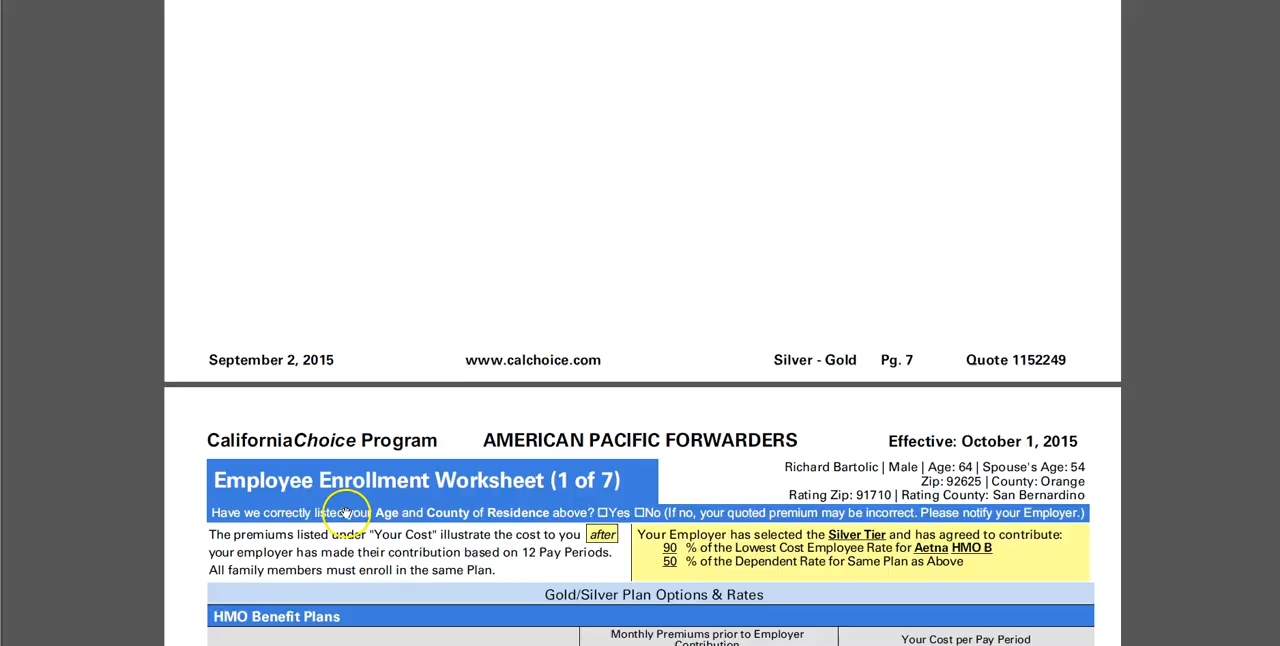 September 2, 2015 www.calchoice.com Silver - Gold Pg. 7 Quote 1152249
CaliforniaChoice Program AMERICAN PACIFIC FORWARDERS Effective: October 1, 2015
Employee Enrollment Worksheet (1 of 7)
Richard Bartolic | Male | Age: 64 | Spouse's Age: 54
Zip: 92625 | County: Orange
Rating Zip: 91710 | Rating County: San Bernardino
Have we correctly listed your Age and County of Residence above? ☐Yes ☐No (If no, your quoted premium may be incorrect. Please notify your Employer.)
The premiums listed under "Your Cost" illustrate the cost to you after
your employer has made their contribution based on 12 Pay Periods.
All family members must enroll in the same Plan.
Your Employer has selected the Silver Tier and has agreed to contribute:
90 % of the Lowest Cost Employee Rate for Aetna HMO B
50 % of the Dependent Rate for Same Plan as Above
Gold/Silver Plan Options & Rates
HMO Benefit Plans
Monthly Premiums prior to Employer
Contribution
Your Cost per Pay Period